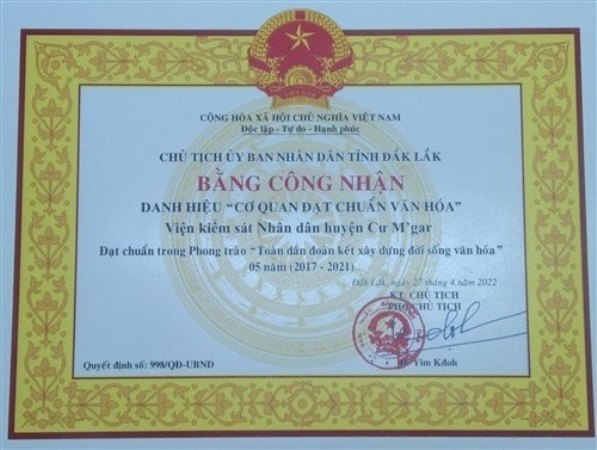 CỘNG HÒA XÃ HỘI CHỦ NGHĨA VIỆT NAM
Độc lập - Tự do - Hạnh phúc
CHỦ TỊCH ỦY BAN NHÂN DÂN TỈNH ĐẮK LẮK
BẰNG CÔNG NHẬN
DANH HIỆU "CƠ QUAN ĐẠT CHUẨN VĂN HÓA"
Viện kiểm sát Nhân dân huyện Cư M'gar
Đạt chuẩn trong Phong trào "Toàn dân đoàn kết xây dựng đời sống văn hóa"
05 năm (2017 - 2021)
Đắk Lắk, ngày 27 tháng 4 năm 2022
KT. CHỦ TỊCH
PHÓ CHỦ TỊCH
Quyết định số: 998/QĐ-UBND
Yim Kđoh